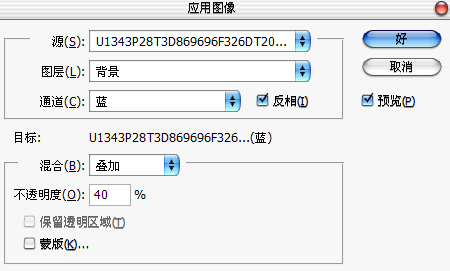 应用图像
源(S): U1343P28T3D869696F326DT20... 好
图层(L): 背景 取消
通道(C): 蓝 反相(I) 预览(P)
目标: U1343P28T3D869696F326...(蓝)
混合(B): 叠加
不透明度(O): 40 %
保留透明区域(T)
蒙版(K)...